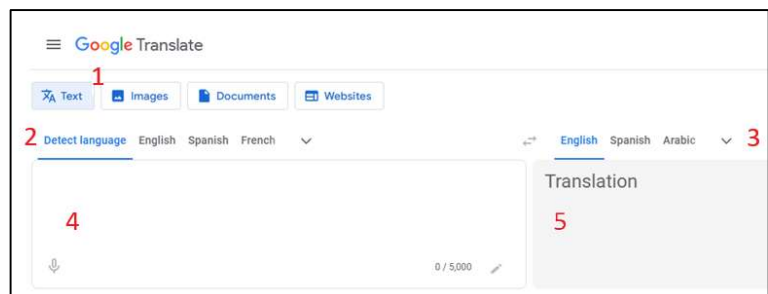 Google Translate
1
Text Images Documents Websites
2 Detect language English Spanish French English Spanish Arabic 3
Translation
4 5
0 / 5,000